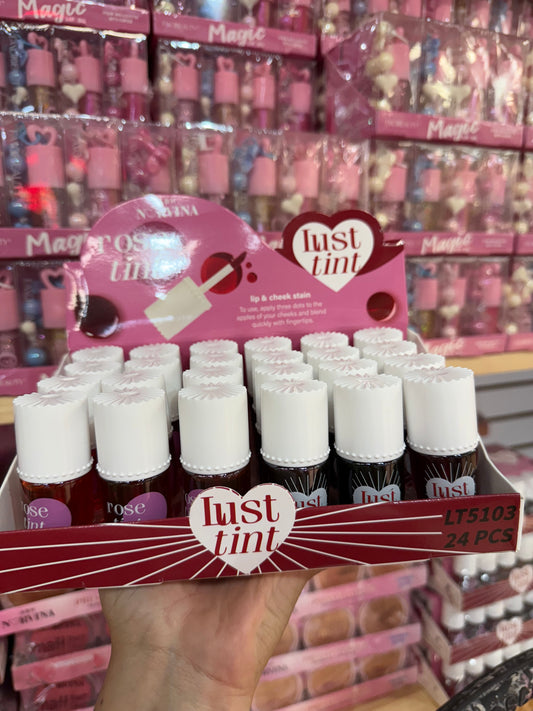 Magic
Magic
Magic
Magic
Magic
Magic
rose
tint
lust
tint
lip & cheek stain
To use, apply three dots to the
apples of your cheeks and blend
quickly with fingertips.
rose
tint
rose
tint
lust
lust
lust
lust
tint
LT5103
24 PCS